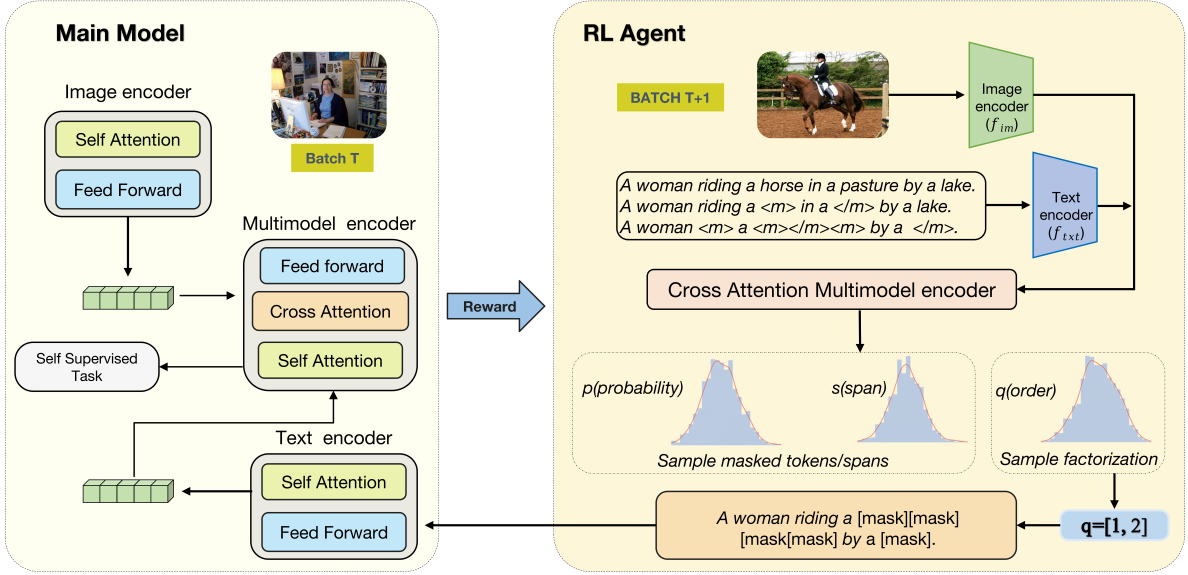 Main Model
Image encoder
Self Attention
Feed Forward
Batch T
Multimodel encoder
Feed forward
Cross Attention
Self Attention
Self Supervised
Task
Text encoder
Self Attention
Feed Forward
Reward
RL Agent
BATCH T+1
Image
encoder
(f_im)
A woman riding a horse in a pasture by a lake.
A woman riding a <m> in a </m> by a lake.
A woman <m> a <m></m><m> by a </m>.
Text
encoder
(f_txt)
Cross Attention Multimodel encoder
p(probability)
s(span)
Sample masked tokens/spans
q(order)
Sample factorization
q=[1, 2]
A woman riding a [mask][mask]
[mask[mask] by a [mask].